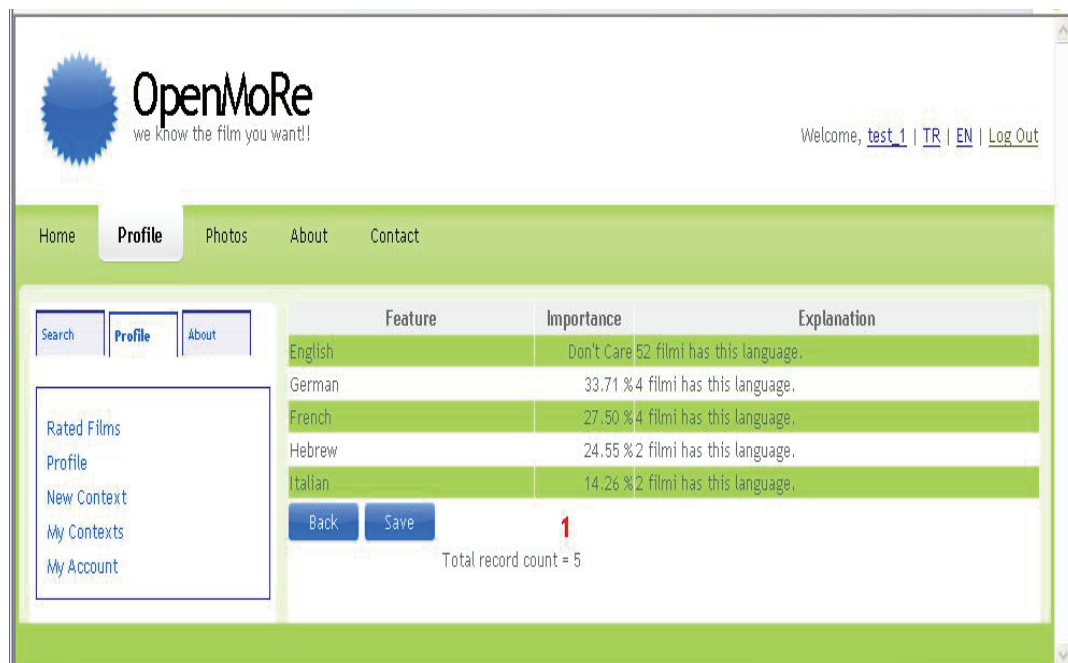 OpenMoRe
we know the film you want!!
Welcome, test_1 | TR | EN | Log Out
Home Profile Photos About Contact
Search Profile About
Rated Films
Profile
New Context
My Contexts
My Account
Feature Importance Explanation
English Don't Care 52 filmi has this language.
German 33.71 % 4 filmi has this language.
French 27.50 % 4 filmi has this language.
Hebrew 24.55 % 2 filmi has this language.
Italian 14.26 % 2 filmi has this language.
Back Save 1
Total record count = 5